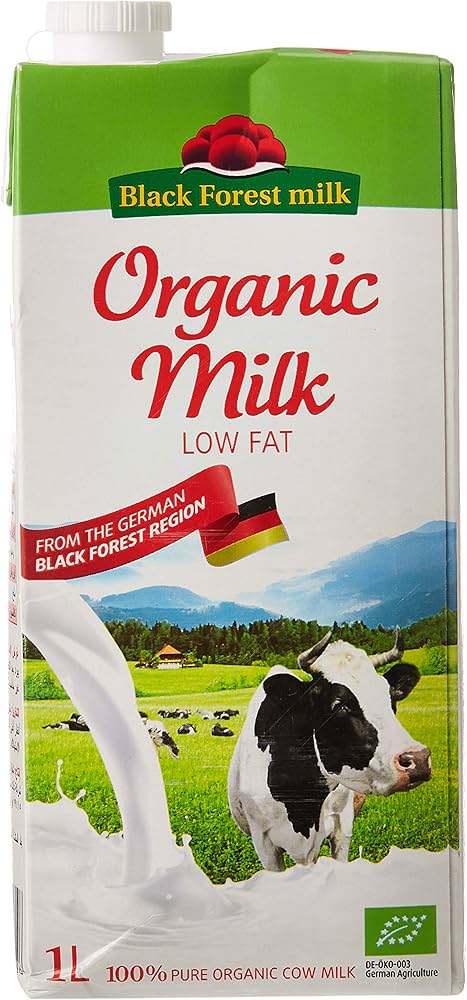 Black Forest milk
Organic
Milk
LOW FAT
FROM THE GERMAN
BLACK FOREST REGION
1L 100% PURE ORGANIC COW MILK
DE-ÖKO-003
German Agriculture